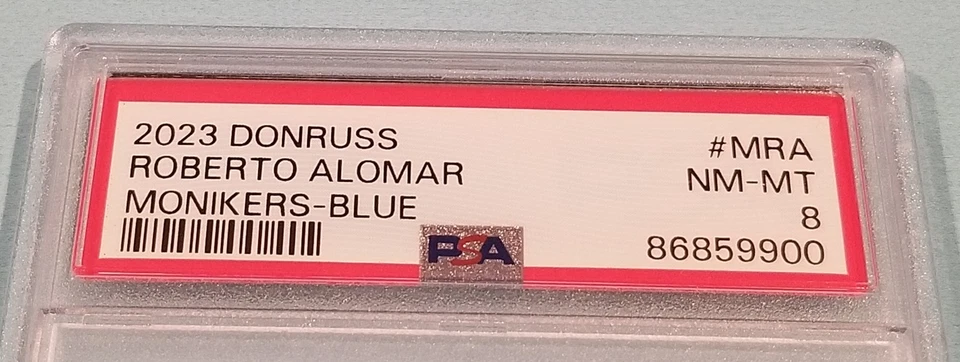 2023 DONRUSS #MRA
ROBERTO ALOMAR NM-MT
MONIKERS-BLUE 8
PSA 86859900